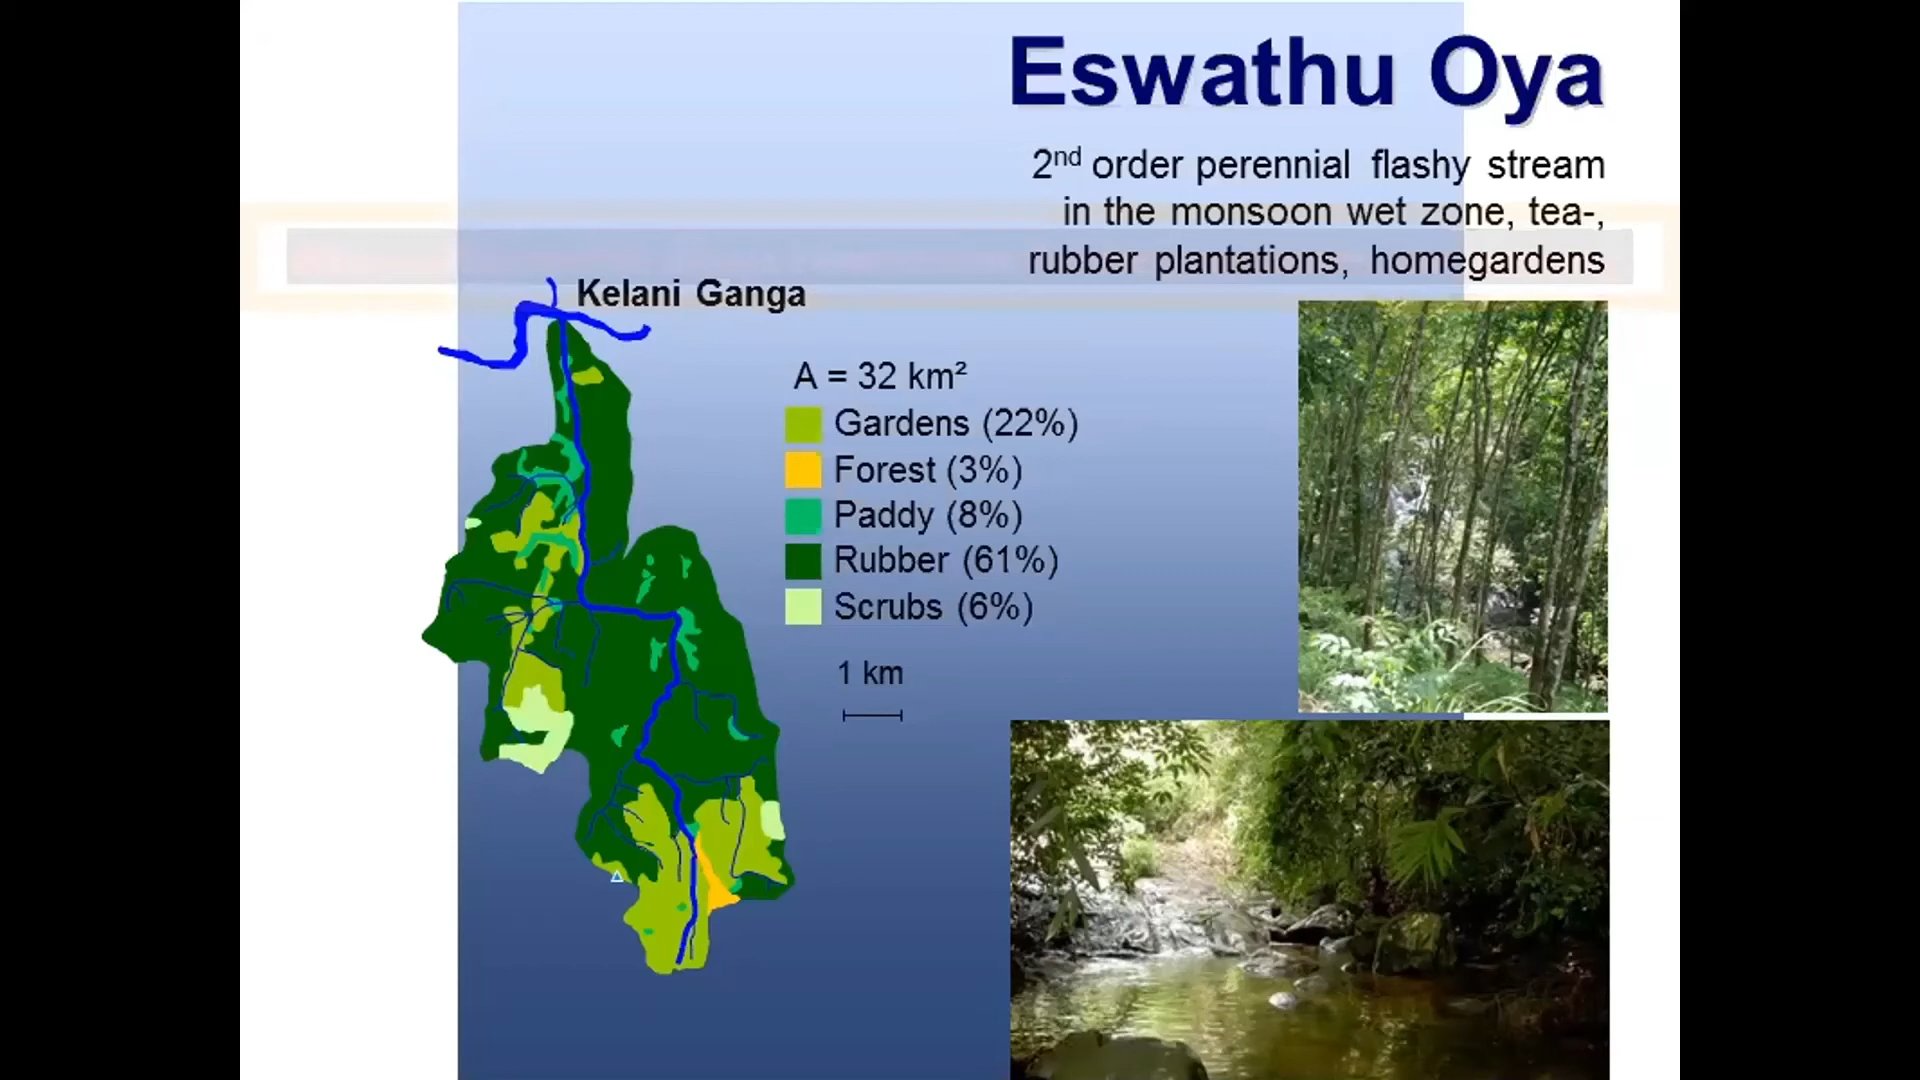 Eswathu Oya
2nd order perennial flashy stream
in the monsoon wet zone, tea-,
rubber plantations, homegardens
Kelani Ganga
A = 32 km²
Gardens (22%)
Forest (3%)
Paddy (8%)
Rubber (61%)
Scrubs (6%)
1 km